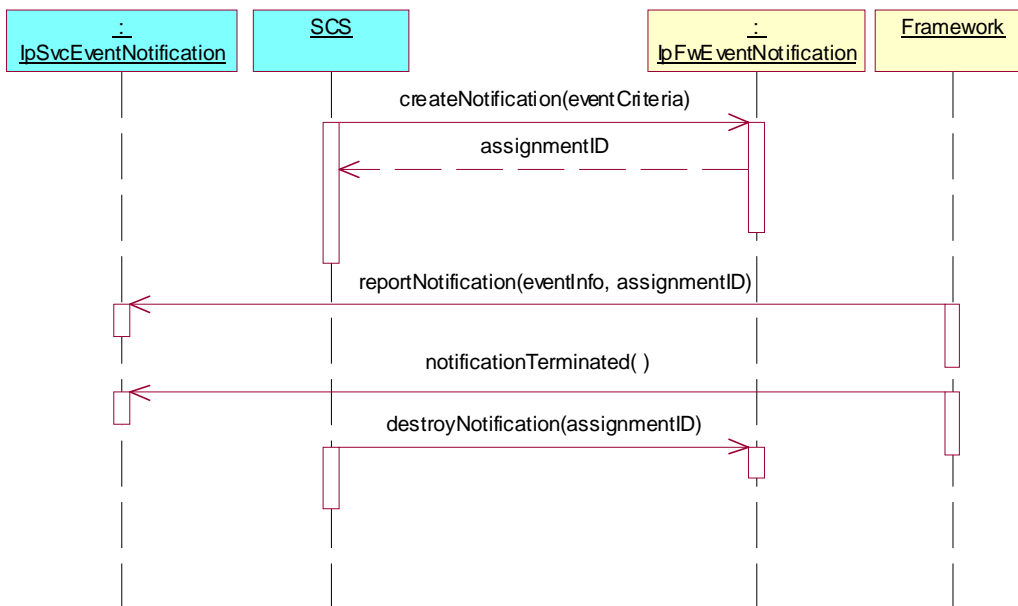 :
IpSvcEventNotification
SCS
:
IpFwEventNotification
Framework
createNotification(eventCriteria)
assignmentID
reportNotification(eventInfo, assignmentID)
notificationTerminated( )
destroyNotification(assignmentID)